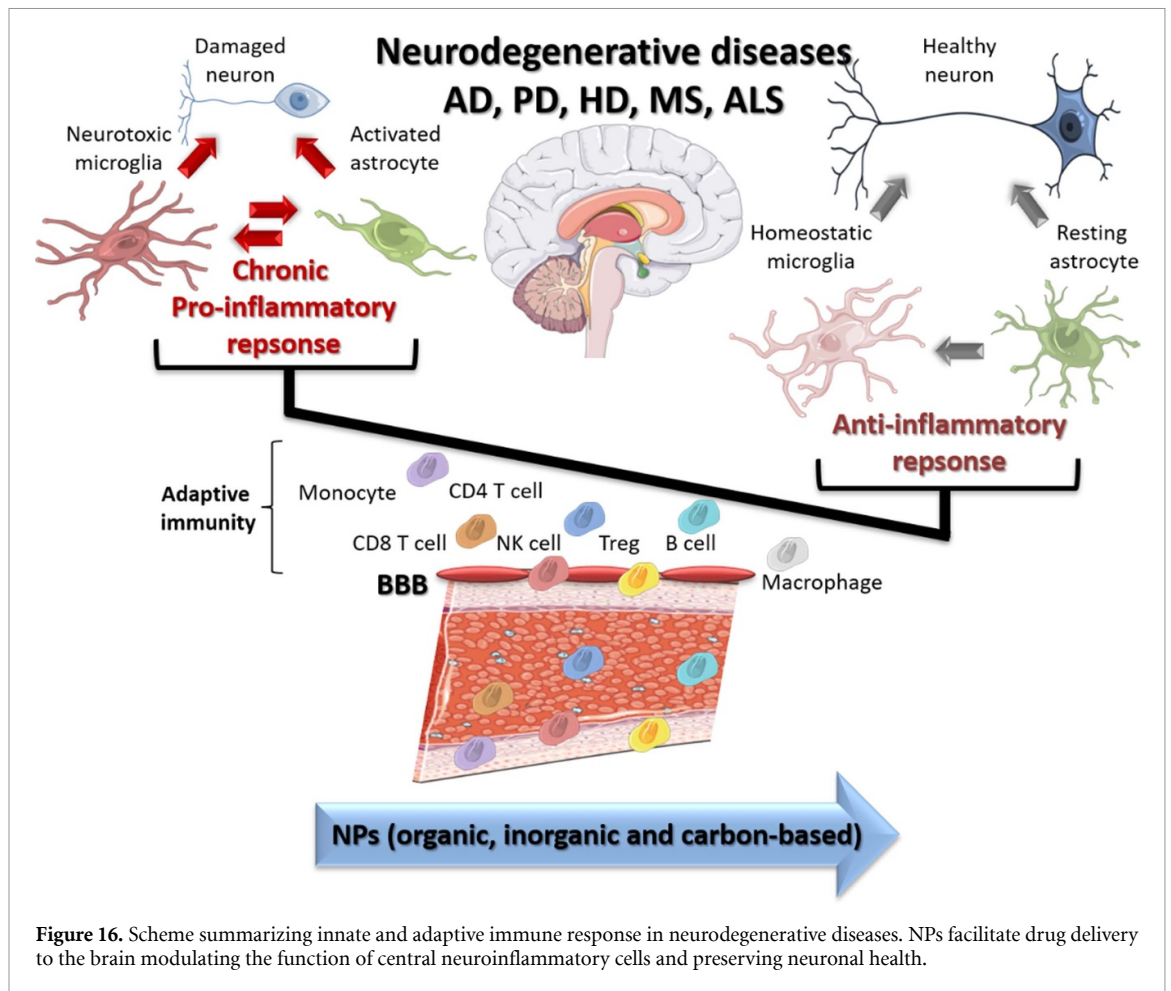 Neurodegenerative diseases
AD, PD, HD, MS, ALS
Damaged
neuron
Neurotoxic
microglia
Activated
astrocyte
Chronic
Pro-inflammatory
repsonse
Healthy
neuron
Homeostatic
microglia
Resting
astrocyte
Anti-inflammatory
repsonse
Adaptive
immunity
Monocyte
CD4 T cell
CD8 T cell
NK cell
Treg
B cell
Macrophage
BBB
NPs (organic, inorganic and carbon-based)
Figure 16. Scheme summarizing innate and adaptive immune response in neurodegenerative diseases. NPs facilitate drug delivery
to the brain modulating the function of central neuroinflammatory cells and preserving neuronal health.